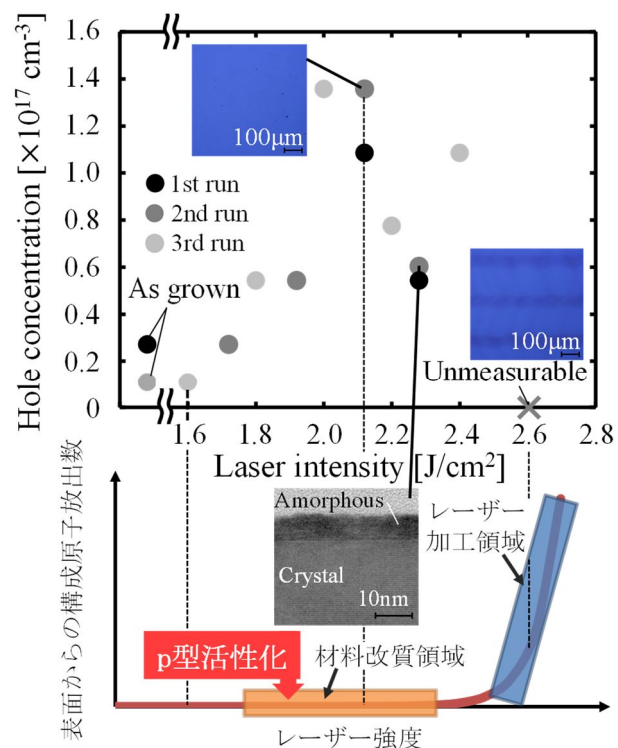 Hole concentration [×10¹⁷ cm⁻³]
1.6
1.4
1.2
1.0
0.8
0.6
0.4
0.2
0
100μm
1st run
2nd run
3rd run
As grown
100μm
Unmeasurable
1.6
1.8
2.0
2.2
2.4
2.6
2.8
Laser intensity [J/cm²]
表面からの構成原子放出数
Amorphous
Crystal
10nm
レーザー
加工領域
p型活性化
材料改質領域
レーザー強度